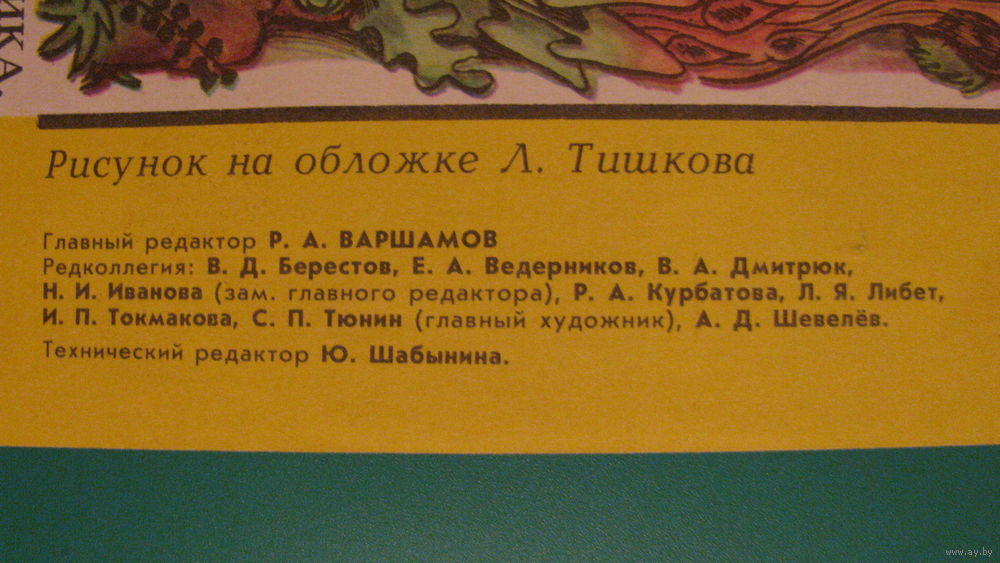 ИКА.
Рисунок на обложке Л. Тишкова
Главный редактор Р. А. ВАРШАМОВ
Редколлегия: В. Д. Берестов, Е. А. Ведерников, В. А. Дмитрюк,
Н. И. Иванова (зам. главного редактора), Р. А. Курбатова, Л. Я. Либет,
И. П. Токмакова, С. П. Тюнин (главный художник), А. Д. Шевелёв.
Технический редактор Ю. Шабынина.
www.ay.by